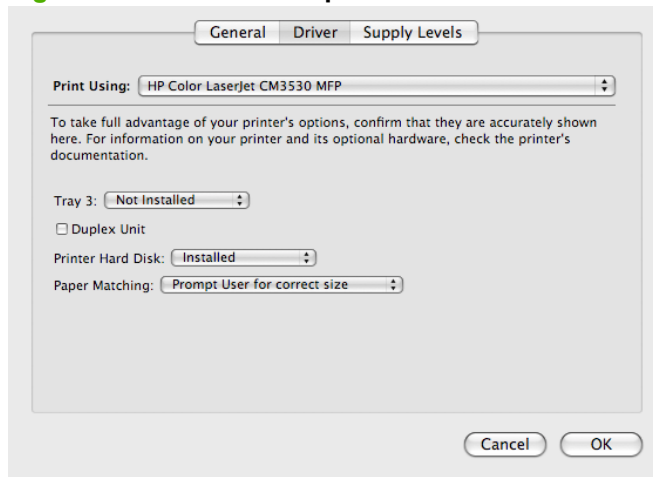 General Driver Supply Levels
Print Using: HP Color LaserJet CM3530 MFP
To take full advantage of your printer's options, confirm that they are accurately shown
here. For information on your printer and its optional hardware, check the printer's
documentation.
Tray 3: Not Installed
Duplex Unit
Printer Hard Disk: Installed
Paper Matching: Prompt User for correct size
Cancel OK